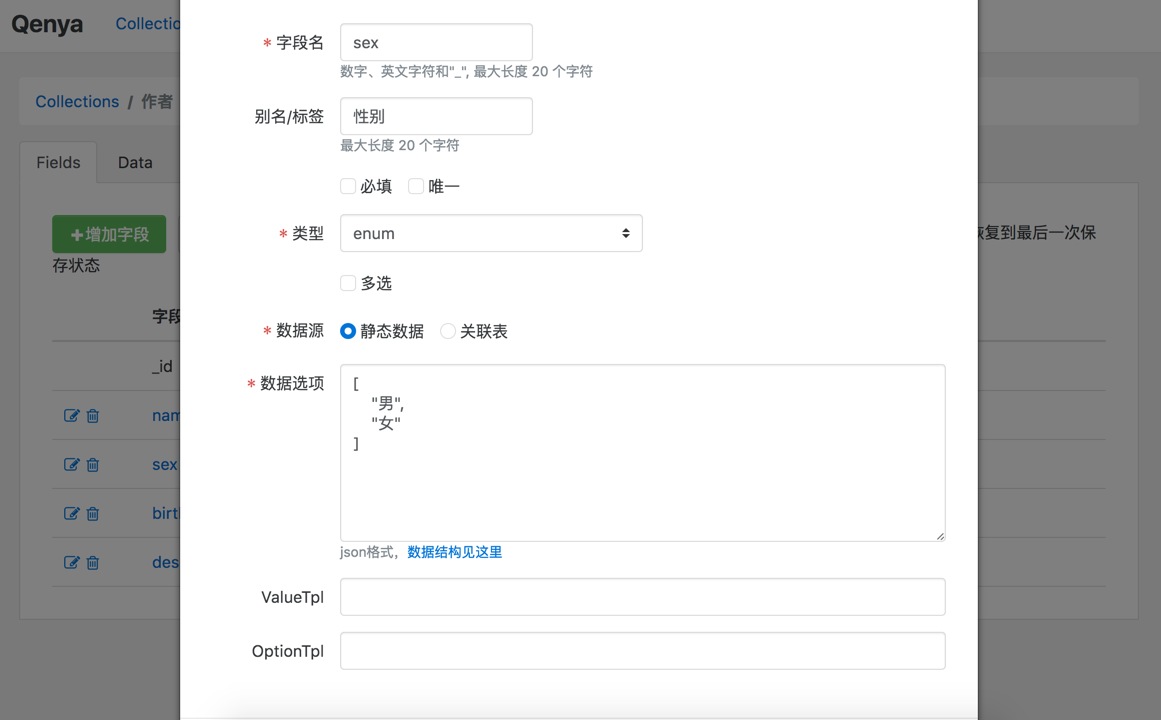 Qenya Collectio
* 字段名 sex
数字、英文字符和"_", 最大长度 20 个字符
Collections / 作者
别名/标签 性别
最大长度 20 个字符
Fields Data
必填 唯一
* 类型 enum
+增加字段
恢复到最后一次保
存状态
多选
字段
* 数据源 静态数据 关联表
_id
* 数据选项 [
"男",
"女"
]
nam
sex
birt
des
json格式，数据结构见这里
ValueTpl
OptionTpl